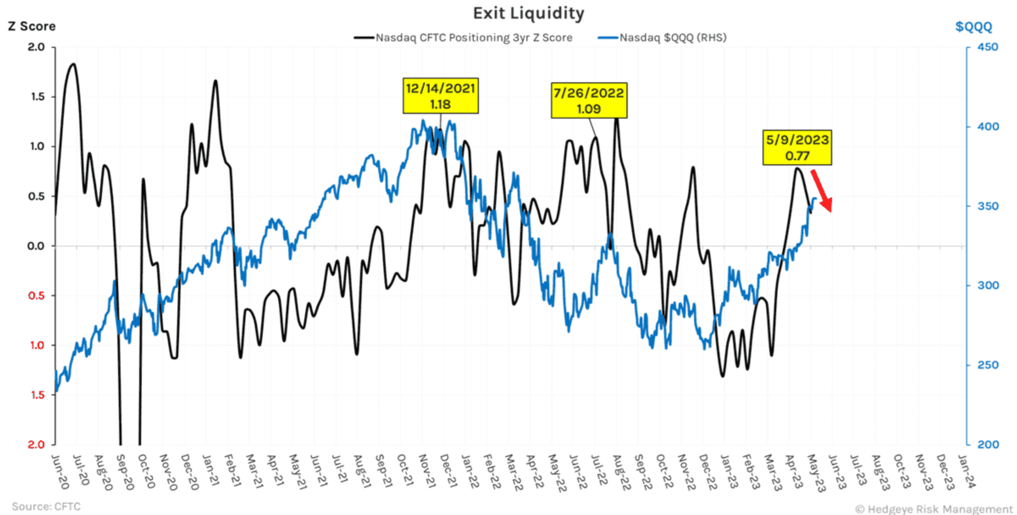 Exit Liquidity
Z Score
$QQQ
Nasdaq CFTC Positioning 3yr Z Score
Nasdaq $QQQ (RHS)
2.0
1.5
1.0
0.5
0.0
0.5
1.0
1.5
2.0
450
400
350
300
250
200
12/14/2021
1.18
7/26/2022
1.09
5/9/2023
0.77
Jun-20
Jul-20
Aug-20
Sep-20
Oct-20
Nov-20
Dec-20
Jan-21
Feb-21
Mar-21
Apr-21
May-21
Jun-21
Jul-21
Aug-21
Sep-21
Oct-21
Nov-21
Dec-21
Jan-22
Feb-22
Mar-22
Apr-22
May-22
Jun-22
Jul-22
Aug-22
Sep-22
Oct-22
Nov-22
Dec-22
Jan-23
Feb-23
Mar-23
Apr-23
May-23
Jun-23
Jul-23
Aug-23
Sep-23
Oct-23
Nov-23
Dec-23
Jan-24
Source: CFTC
© Hedgeye Risk Management